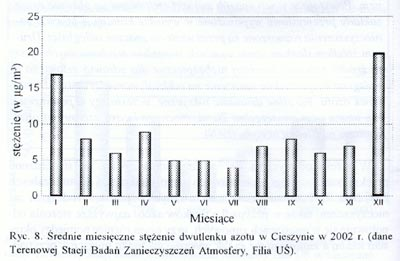 25
20
15
10
5
0
stężenie (w µg/m³)
I II III IV V VI VII VIII IX X XI XII
Miesiące
Ryc. 8. Średnie miesięczne stężenie dwutlenku azotu w Cieszynie w 2002 r. (dane
Terenowej Stacji Badań Zanieczyszczeń Atmosfery, Filia UŚ).